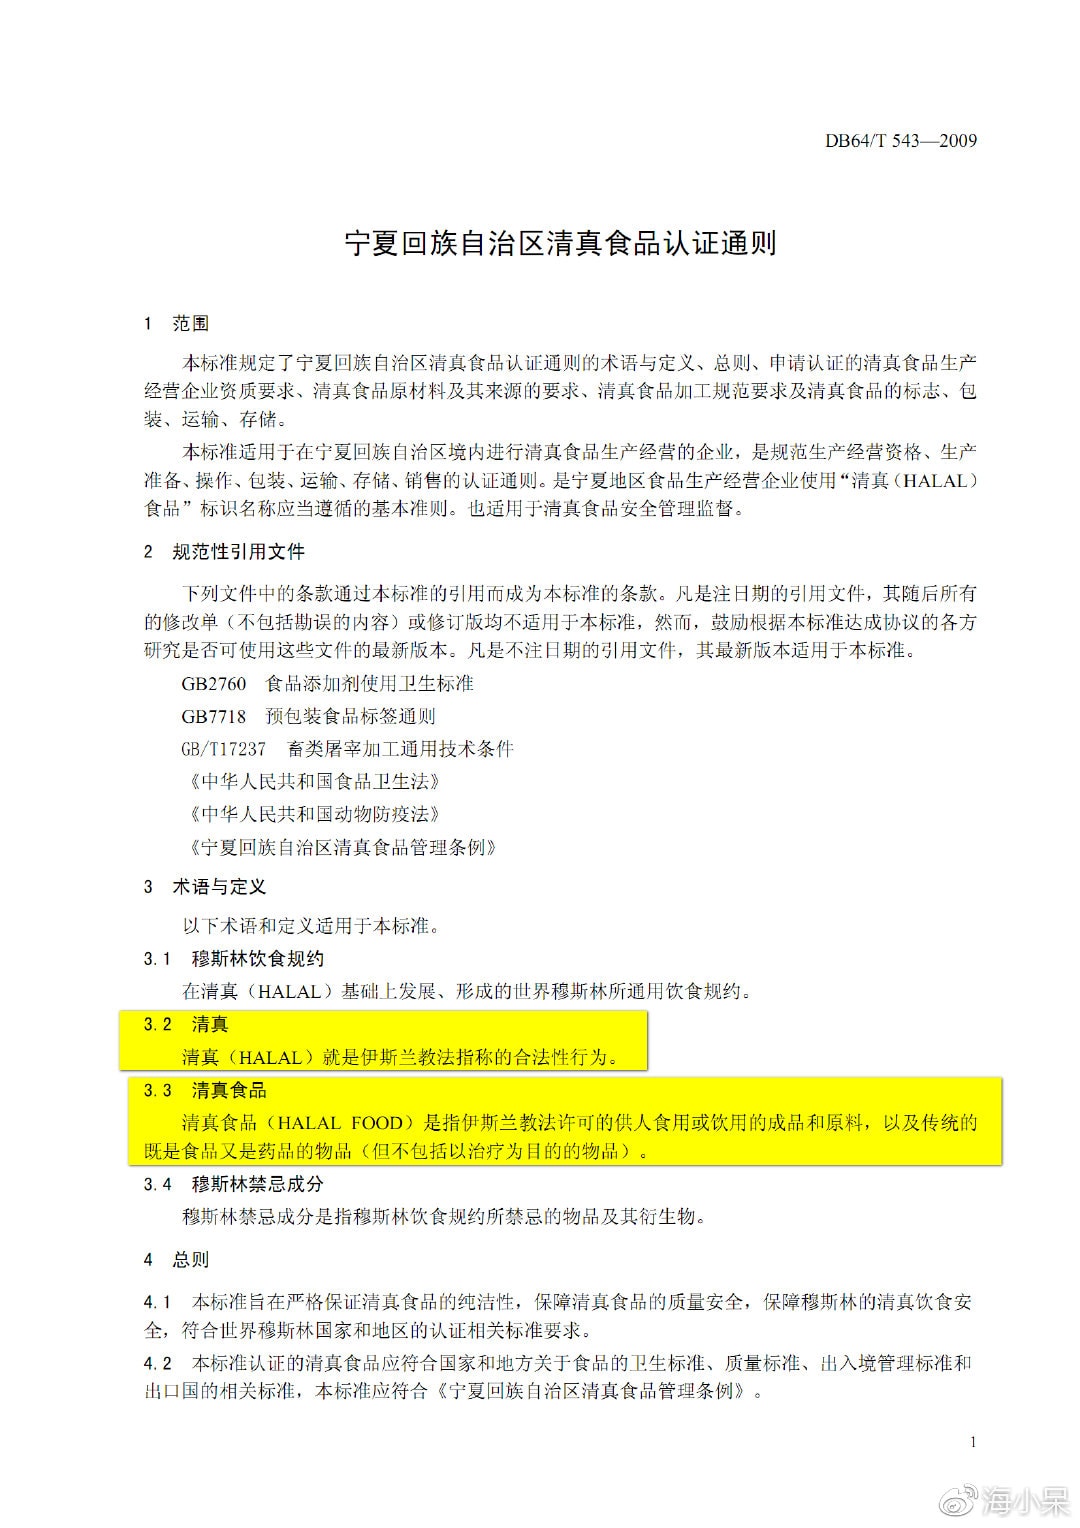 DB64/T 543—2009
宁夏回族自治区清真食品认证通则
1 范围
本标准规定了宁夏回族自治区清真食品认证通则的术语与定义、总则、申请认证的清真食品生产
经营企业资质要求、清真食品原材料及其来源的要求、清真食品加工规范要求及清真食品的标志、包
装、运输、存储。
本标准适用于在宁夏回族自治区境内进行清真食品生产经营的企业，是规范生产经营资格、生产
准备、操作、包装、运输、存储、销售的认证通则。是宁夏地区食品生产经营企业使用“清真（HALAL）
食品”标识名称应当遵循的基本准则。也适用于清真食品安全管理监督。
2 规范性引用文件
下列文件中的条款通过本标准的引用而成为本标准的条款。凡是注日期的引用文件，其随后所有
的修改单（不包括勘误的内容）或修订版均不适用于本标准，然而，鼓励根据本标准达成协议的各方
研究是否可使用这些文件的最新版本。凡是不注日期的引用文件，其最新版本适用于本标准。
GB2760 食品添加剂使用卫生标准
GB7718 预包装食品标签通则
GB/T17237 畜类屠宰加工通用技术条件
《中华人民共和国食品卫生法》
《中华人民共和国动物防疫法》
《宁夏回族自治区清真食品管理条例》
3 术语与定义
以下术语和定义适用于本标准。
3.1 穆斯林饮食规约
在清真（HALAL）基础上发展、形成的世界穆斯林所通用饮食规约。
3.2 清真
清真（HALAL）就是伊斯兰教法指称的合法性行为。
3.3 清真食品
清真食品（HALAL FOOD）是指伊斯兰教法许可的供人食用或饮用的成品和原料，以及传统的
既是食品又是药品的物品（但不包括以治疗为目的的物品）。
3.4 穆斯林禁忌成分
穆斯林禁忌成分是指穆斯林饮食规约所禁忌的物品及其衍生物。
4 总则
4.1 本标准旨在严格保证清真食品的纯洁性，保障清真食品的质量安全，保障穆斯林的清真饮食安
全，符合世界穆斯林国家和地区的认证相关标准要求。
4.2 本标准认证的清真食品应符合国家和地方关于食品的卫生标准、质量标准、出入境管理标准和
出口国的相关标准，本标准应符合《宁夏回族自治区清真食品管理条例》。
1
海小呆